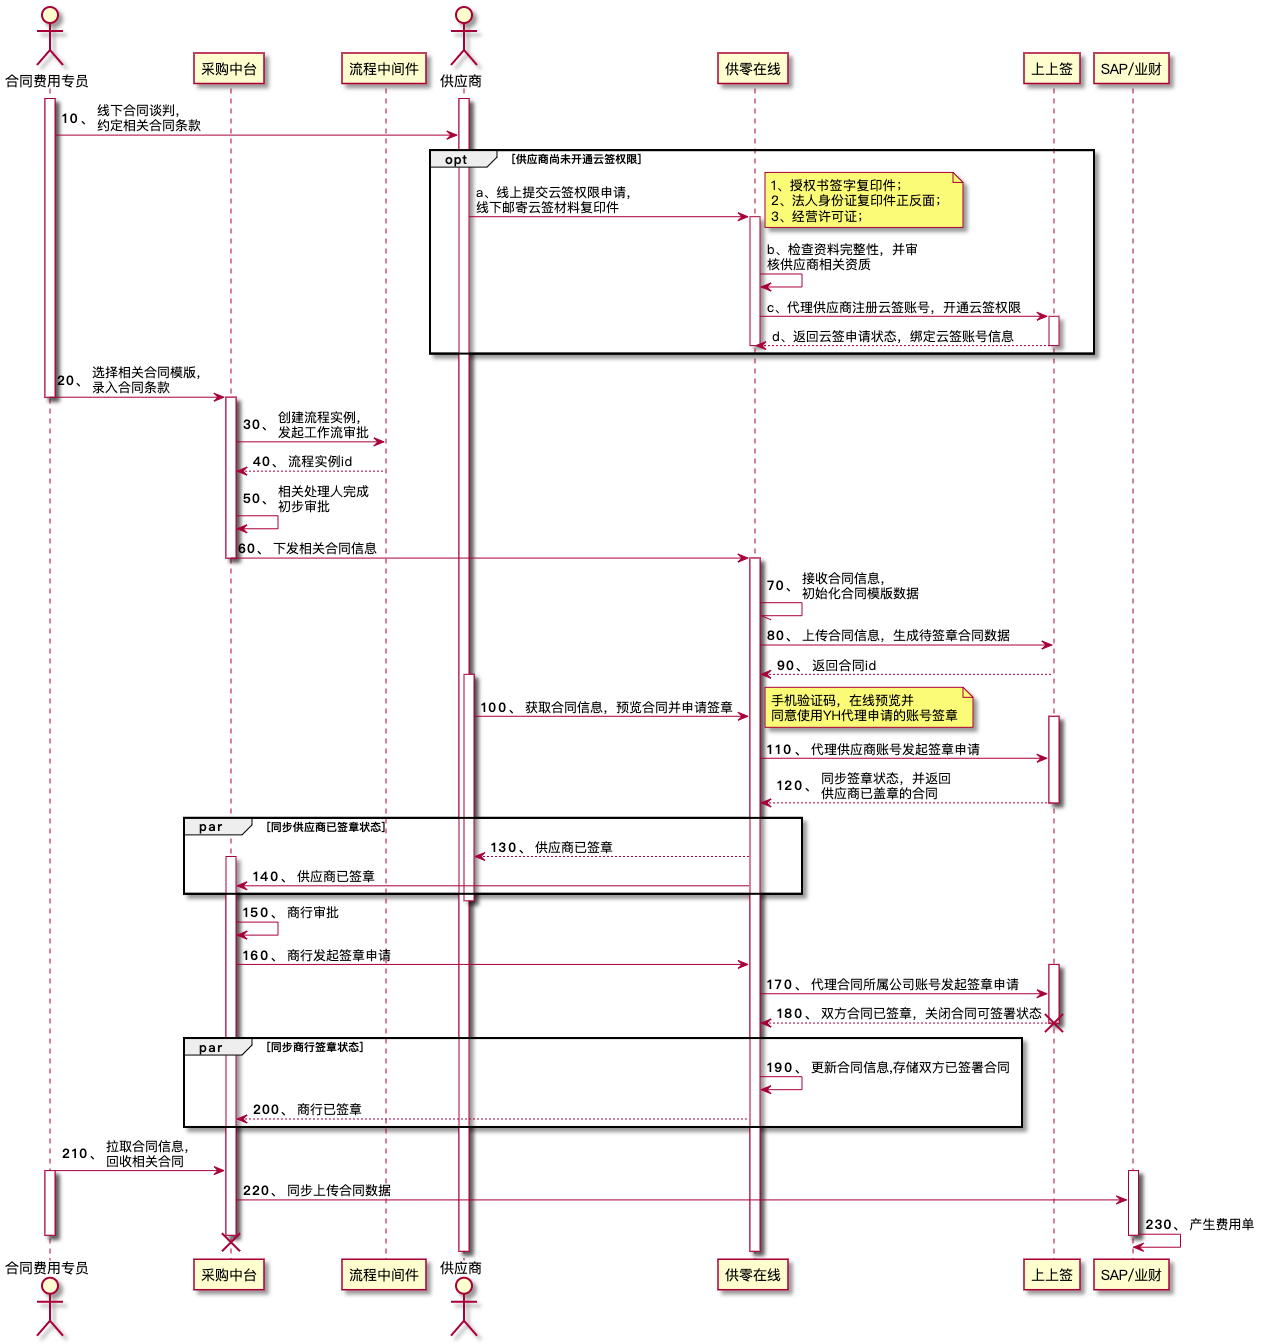 合同费用专员
采购中台
流程中间件
供应商
供零在线
上上签
SAP/业财
10、 线下合同谈判，
约定相关合同条款
opt [供应商尚未开通云签权限]
a、线上提交云签权限申请，
线下邮寄云签材料复印件
1、授权书签字复印件；
2、法人身份证复印件正反面；
3、经营许可证；
b、检查资料完整性，并审
核供应商相关资质
c、代理供应商注册云签账号，开通云签权限
d、返回云签申请状态，绑定云签账号信息
20、 选择相关合同模版，
录入合同条款
30、 创建流程实例，
发起工作流审批
40、 流程实例id
50、 相关处理人完成
初步审批
60、 下发相关合同信息
70、 接收合同信息，
初始化合同模版数据
80、 上传合同信息，生成待签章合同数据
90、 返回合同id
100、 获取合同信息，预览合同并申请签章
手机验证码，在线预览并
同意使用YH代理申请的账号签章
110、 代理供应商账号发起签章申请
120、 同步签章状态，并返回
供应商已盖章的合同
par [同步供应商已签章状态]
130、 供应商已签章
140、 供应商已签章
150、 商行审批
160、 商行发起签章申请
170、 代理合同所属公司账号发起签章申请
180、 双方合同已签章，关闭合同可签署状态
par [同步商行签章状态]
190、 更新合同信息,存储双方已签署合同
200、 商行已签章
210、 拉取合同信息，
回收相关合同
220、 同步上传合同数据
230、 产生费用单
合同费用专员
采购中台
流程中间件
供应商
供零在线
上上签
SAP/业财